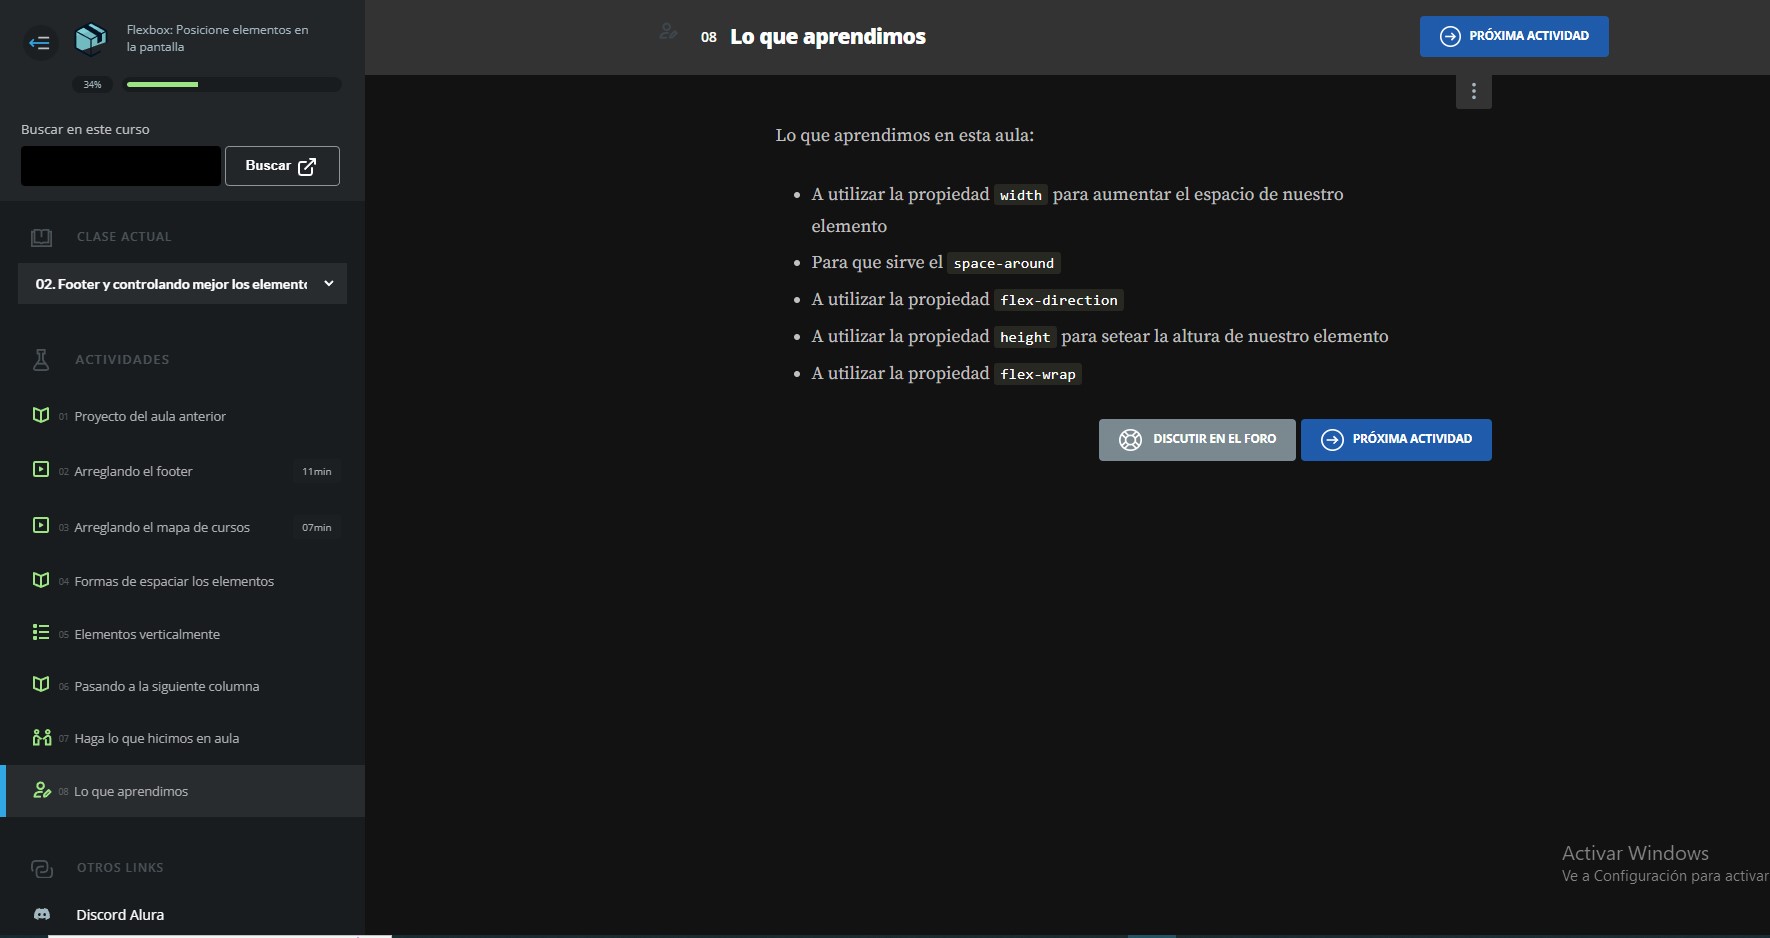 Flexbox: Posicione elementos en
la pantalla
34%
Buscar en este curso
Buscar
CLASE ACTUAL
02. Footer y controlando mejor los element
ACTIVIDADES
01 Proyecto del aula anterior
02 Arreglando el footer 11min
03 Arreglando el mapa de cursos 07min
04 Formas de espaciar los elementos
05 Elementos verticalmente
06 Pasando a la siguiente columna
07 Haga lo que hicimos en aula
08 Lo que aprendimos
OTROS LINKS
Discord Alura
08 Lo que aprendimos
PRÓXIMA ACTIVIDAD
Lo que aprendimos en esta aula:
A utilizar la propiedad width para aumentar el espacio de nuestro
elemento
Para que sirve el space-around
A utilizar la propiedad flex-direction
A utilizar la propiedad height para setear la altura de nuestro elemento
A utilizar la propiedad flex-wrap
DISCUTIR EN EL FORO
PRÓXIMA ACTIVIDAD
Activar Windows
Ve a Configuración para activar